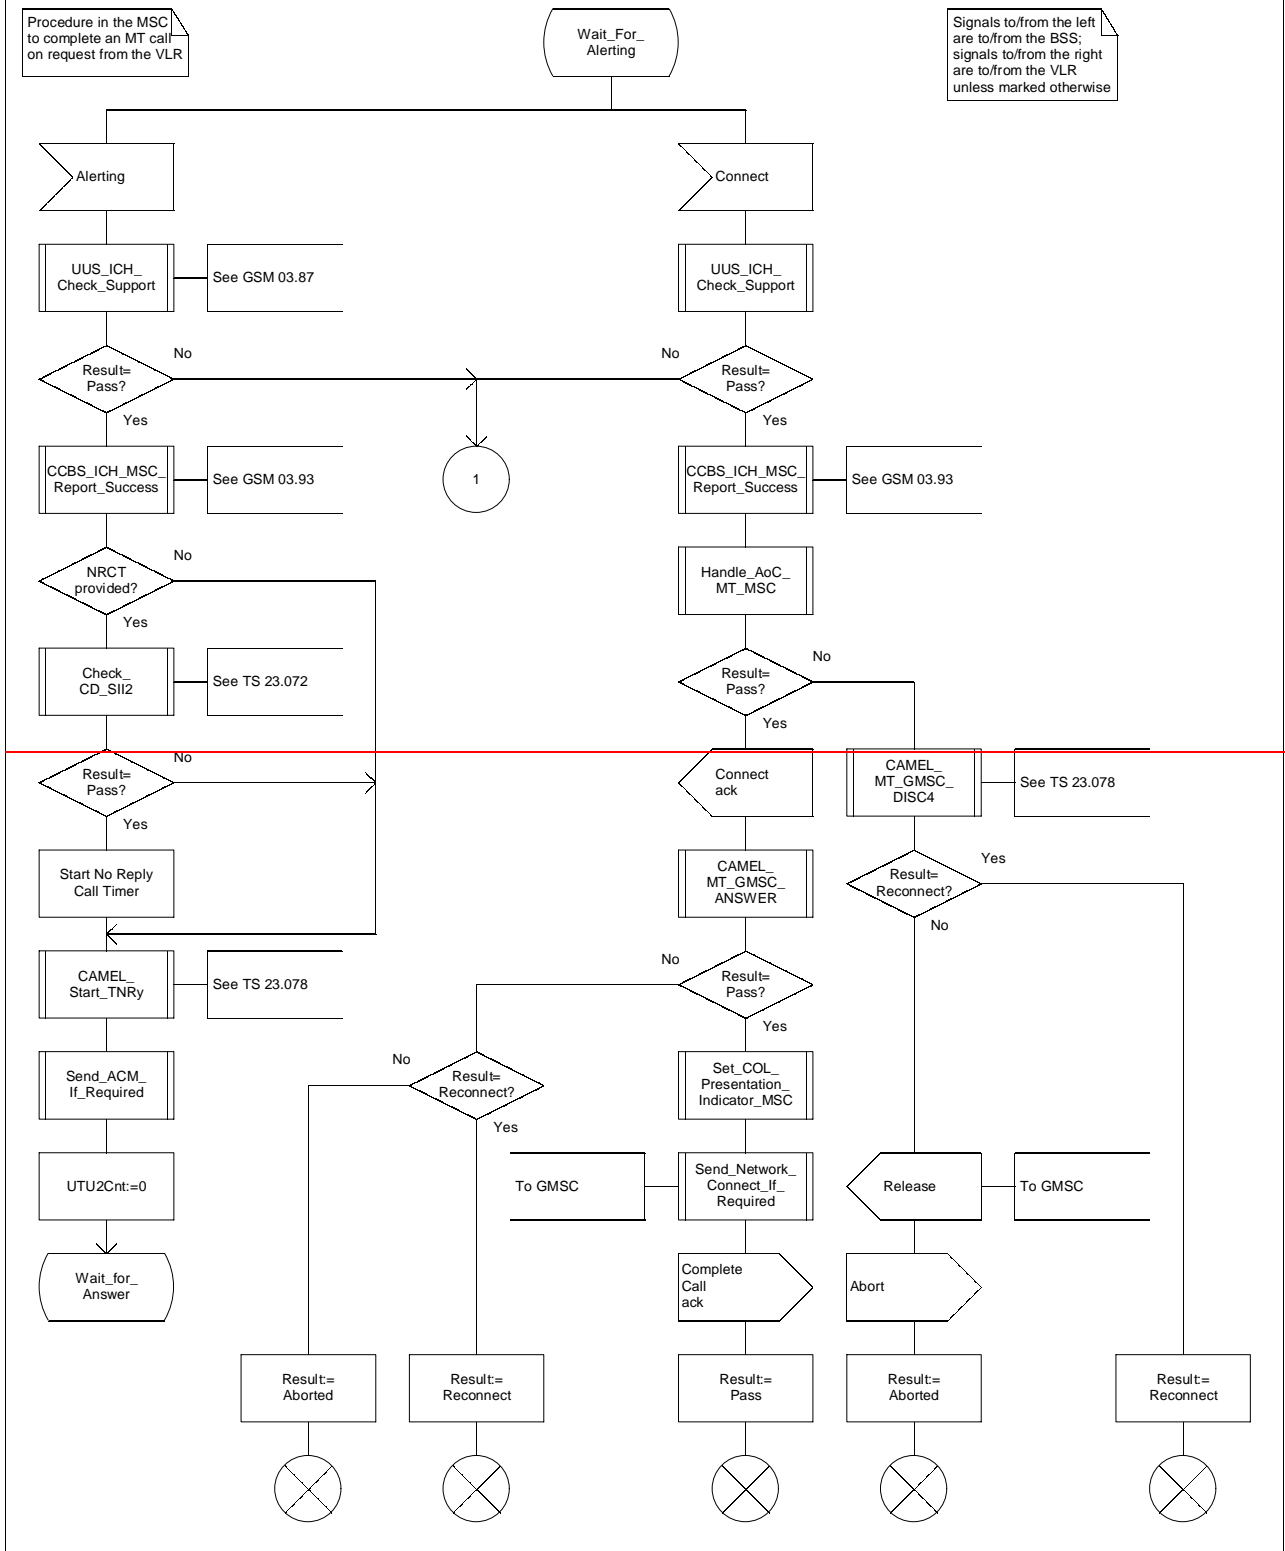 Procedure in the MSC
to complete an MT call
on request from the VLR
Wait_For_
Alerting
Signals to/from the left
are to/from the BSS;
signals to/from the right
are to/from the VLR
unless marked otherwise
Alerting
Connect
UUS_ICH_
Check_Support
See GSM 03.87
UUS_ICH_
Check_Support
No
Result=
Pass?
Yes
No
Result=
Pass?
Yes
CCBS_ICH_MSC_
Report_Success
See GSM 03.93
1
CCBS_ICH_MSC_
Report_Success
See GSM 03.93
No
NRCT
provided?
Yes
Handle_AoC_
MT_MSC
Check_
CD_SII2
See TS 23.072
No
Result=
Pass?
Yes
No
Result=
Pass?
Yes
Connect
ack
CAMEL_
MT_GMSC_
DISC4
See TS 23.078
Start No Reply
Call Timer
CAMEL_
MT_GMSC_
ANSWER
Yes
Result=
Reconnect?
No
CAMEL_
Start_TNRy
See TS 23.078
No
Result=
Pass?
Yes
Send_ACM_
If_Required
No
Result=
Reconnect?
Yes
Set_COL_
Presentation_
Indicator_MSC
UTU2Cnt:=0
To GMSC
Send_Network_
Connect_If_
Required
Release
To GMSC
Wait_for_
Answer
Complete
Call
ack
Abort
Result:=
Aborted
Result:=
Reconnect
Result:=
Pass
Result:=
Aborted
Result:=
Reconnect